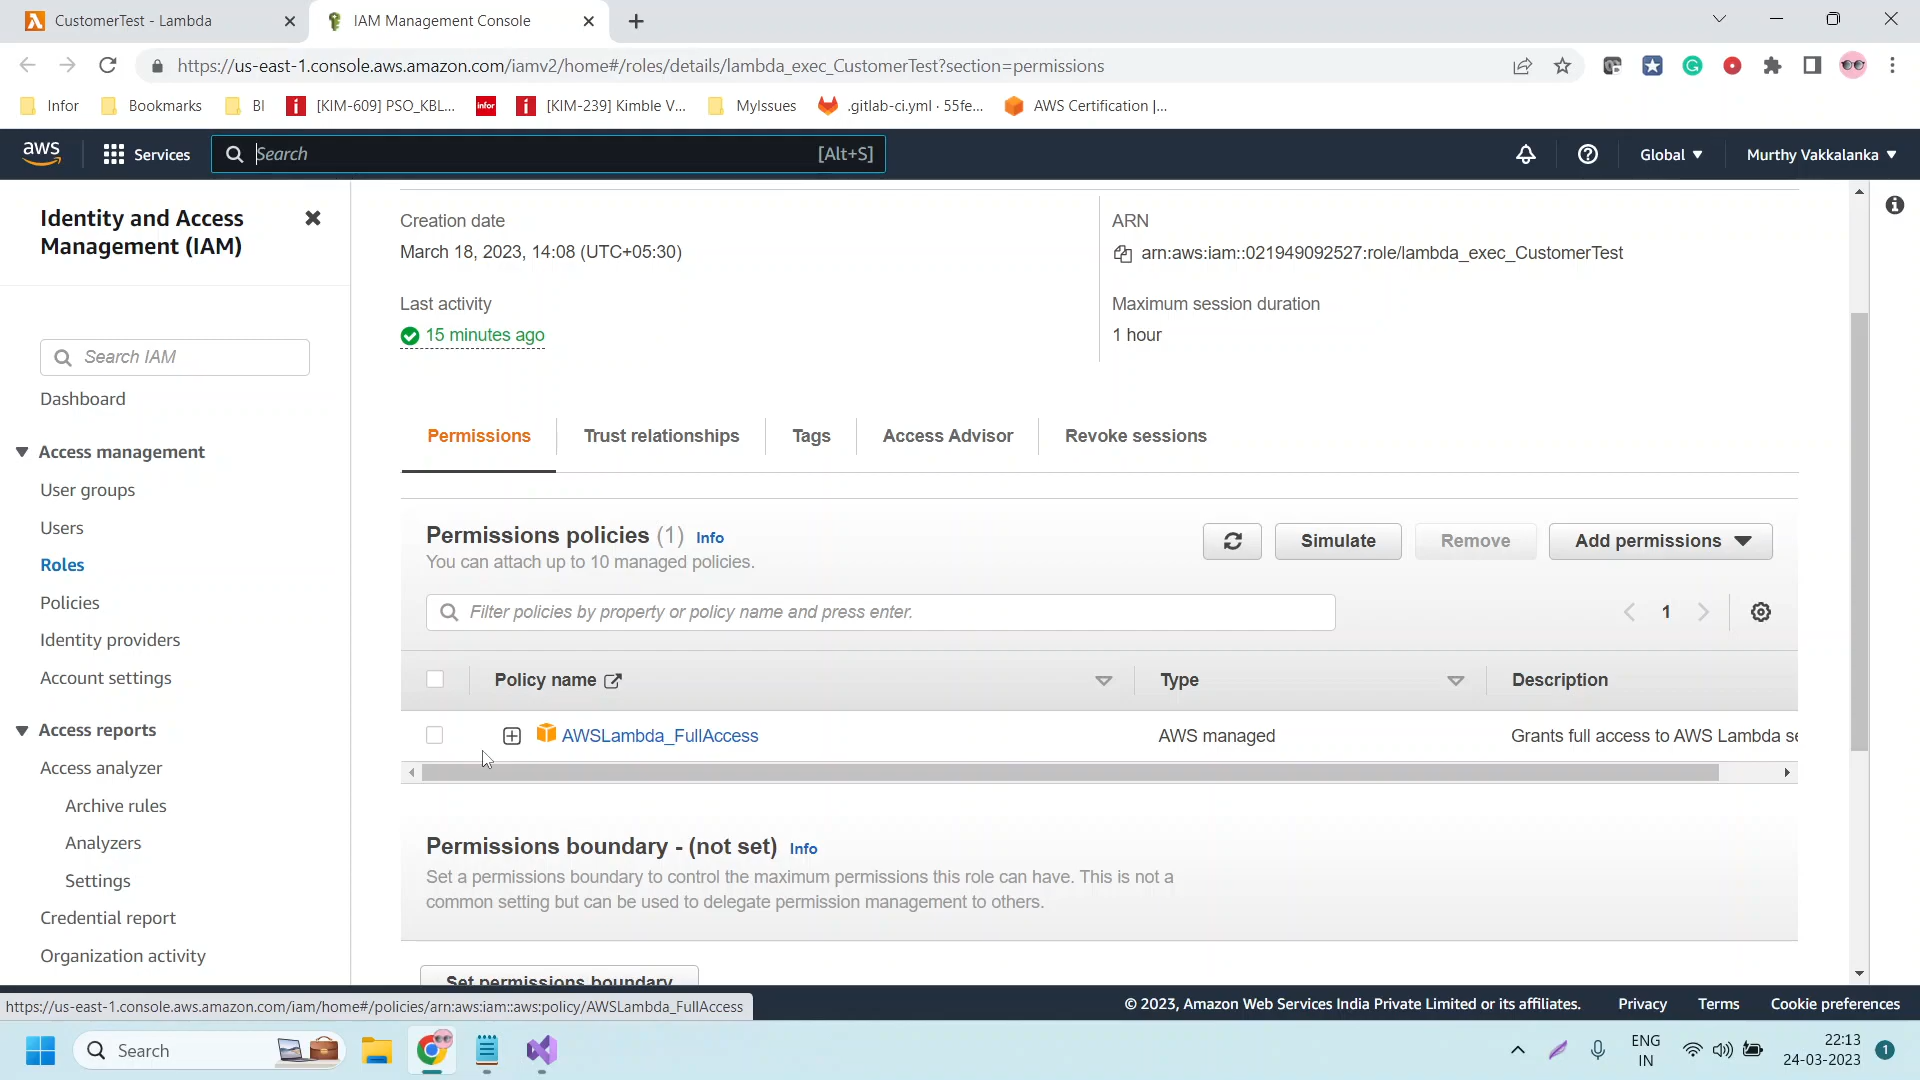 CustomerTest - Lambda
IAM Management Console
https://us-east-1.console.aws.amazon.com/iamv2/home#/roles/details/lambda_exec_CustomerTest?section=permissions
Infor
Bookmarks
BI
[KIM-609] PSO_KBL...
infor
[KIM-239] Kimble V...
MyIssues
.gitlab-ci.yml · 55fe...
AWS Certification |...
aws
Services
Search
[Alt+S]
Global
Murthy Vakkalanka
Identity and Access
Management (IAM)
Search IAM
Dashboard
Access management
User groups
Users
Roles
Policies
Identity providers
Account settings
Access reports
Access analyzer
Archive rules
Analyzers
Settings
Credential report
Organization activity
Creation date
March 18, 2023, 14:08 (UTC+05:30)
ARN
arn:aws:iam::021949092527:role/lambda_exec_CustomerTest
Last activity
15 minutes ago
Maximum session duration
1 hour
Permissions
Trust relationships
Tags
Access Advisor
Revoke sessions
Permissions policies (1) Info
You can attach up to 10 managed policies.
Simulate
Remove
Add permissions
Filter policies by property or policy name and press enter.
1
Policy name
Type
Description
AWSLambda_FullAccess
AWS managed
Grants full access to AWS Lambda se
Permissions boundary - (not set) Info
Set a permissions boundary to control the maximum permissions this role can have. This is not a
common setting but can be used to delegate permission management to others.
Set permissions boundary
https://us-east-1.console.aws.amazon.com/iam/home#/policies/arn:aws:iam::aws:policy/AWSLambda_FullAccess
© 2023, Amazon Web Services India Private Limited or its affiliates.
Privacy
Terms
Cookie preferences
Search
ENG
IN
22:13
24-03-2023
1